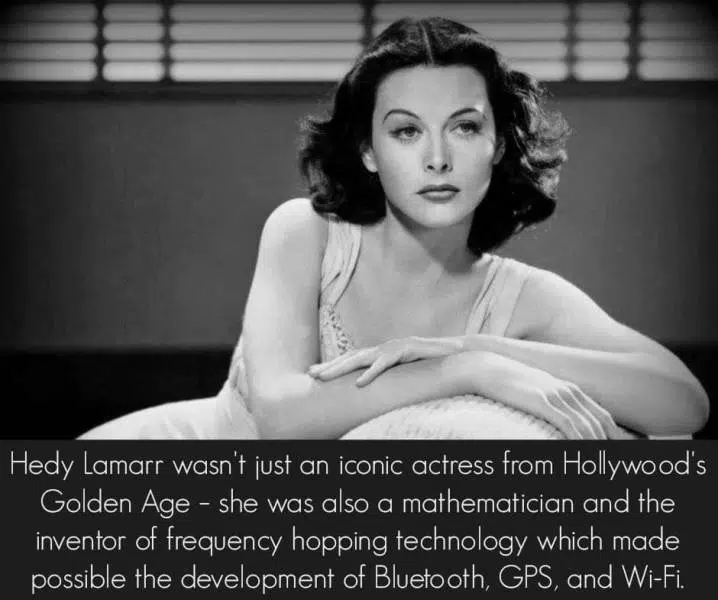 Hedy Lamarr wasn't just an iconic actress from Hollywood's
Golden Age - she was also a mathematician and the
inventor of frequency hopping technology which made
possible the development of Bluetooth, GPS, and Wi-Fi.